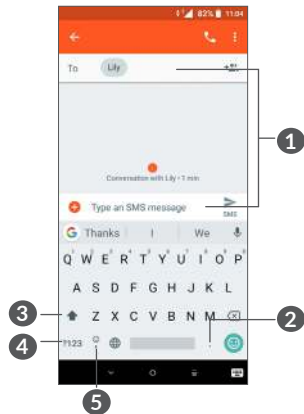 82% 11:04
To Lily
1
Conversation with Lily • 1 min
Type an SMS message
SMS
G Thanks I We
Q W E R T Y U I O P
A S D F G H J K L
3 Z X C V B N M 2
4 ?123 .
5